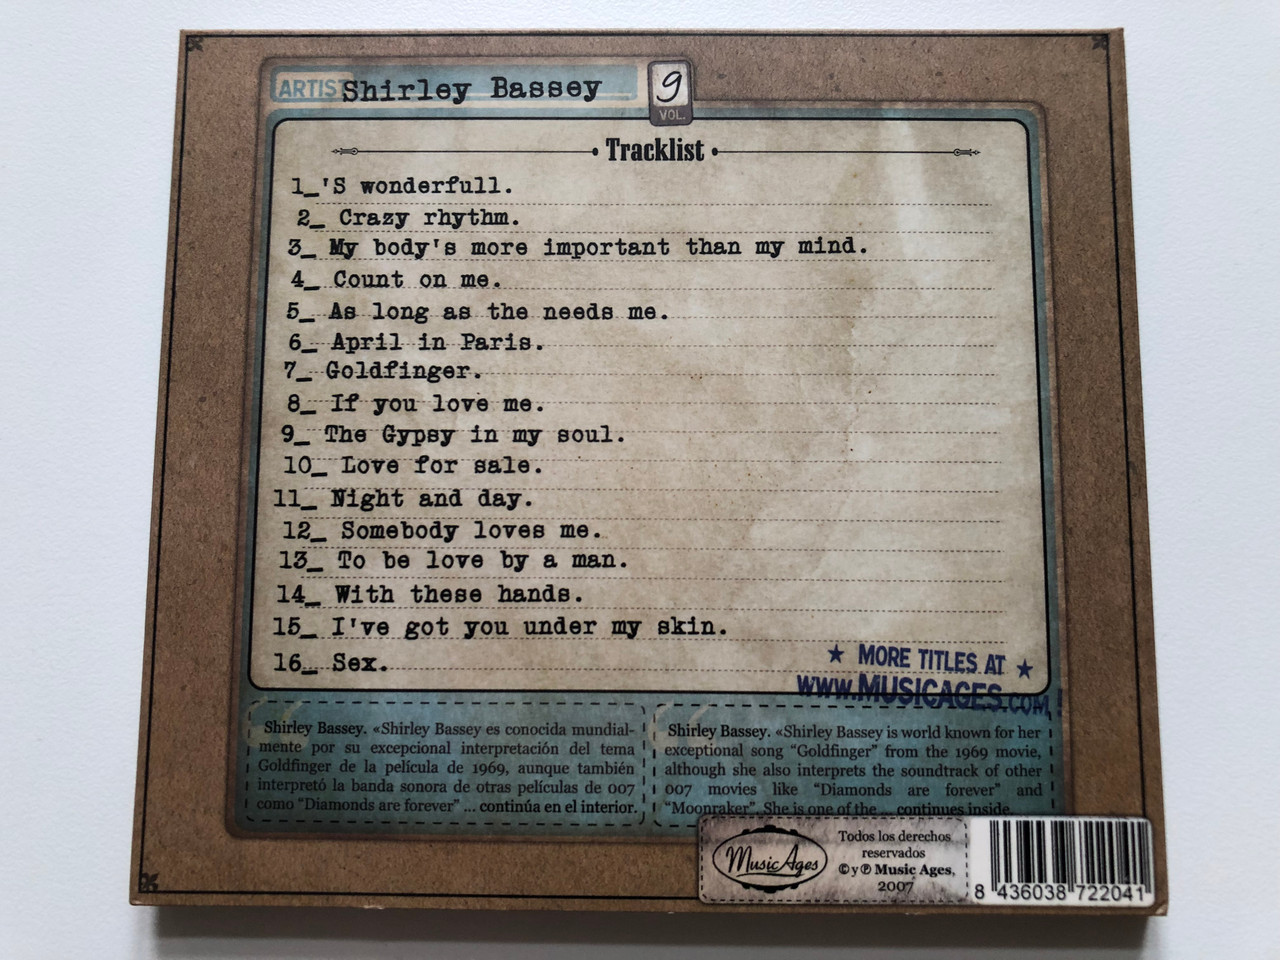 ARTIST Shirley Bassey 9
VOL.
Tracklist
1_'S wonderfull.
2_ Crazy rhythm.
3_ My body's more important than my mind.
4_ Count on me.
5_ As long as the needs me.
6_ April in Paris.
7_ Goldfinger.
8_ If you love me.
9_ The Gypsy in my soul.
10_ Love for sale.
11_ Night and day.
12_ Somebody loves me.
13_ To be love by a man.
14_ With these hands.
15_ I've got you under my skin.
16_ Sex.
★ MORE TITLES AT ★
www.MUSICAGES.COM!
Shirley Bassey. «Shirley Bassey es conocida mundial-
mente por su excepcional interpretación del tema
Goldfinger de la película de 1969, aunque también
interpretó la banda sonora de otras películas de 007
como "Diamonds are forever" ... continúa en el interior.
Shirley Bassey. «Shirley Bassey is world known for her
exceptional song "Goldfinger" from the 1969 movie,
although she also interprets the soundtrack of other
007 movies like "Diamonds are forever" and
"Moonraker". She is one of the ... continues inside.
Music Ages
Todos los derechos
reservados
© y ℗ Music Ages,
2007
8 436038 722041